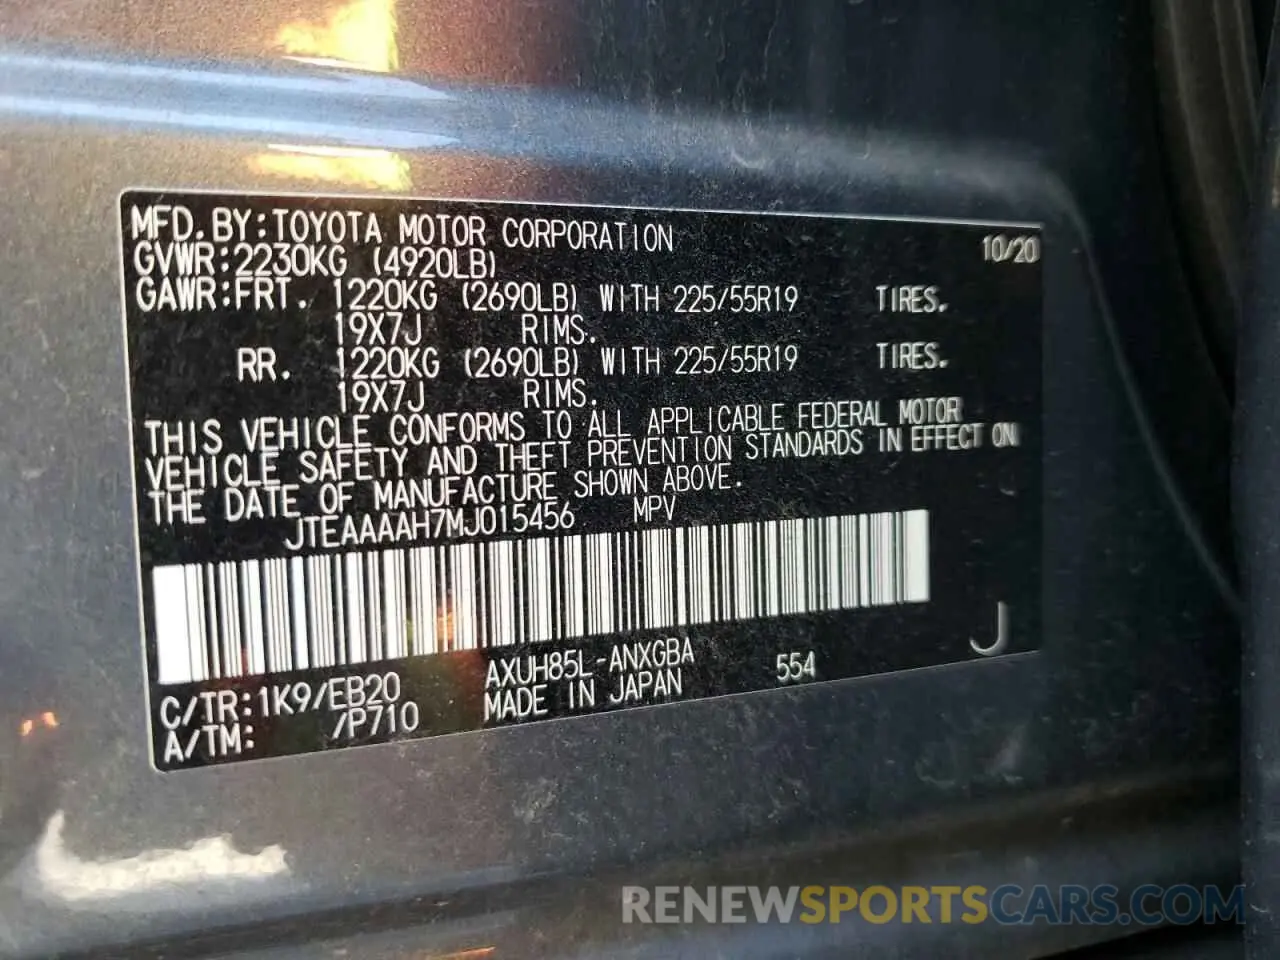 MFD.BY:TOYOTA MOTOR CORPORATION 10/20
GVWR:2230KG (4920LB)
GAWR:FRT. 1220KG (2690LB) WITH 225/55R19 TIRES.
19X7J RIMS.
RR. 1220KG (2690LB) WITH 225/55R19 TIRES.
19X7J RIMS.
THIS VEHICLE CONFORMS TO ALL APPLICABLE FEDERAL MOTOR
VEHICLE SAFETY AND THEFT PREVENTION STANDARDS IN EFFECT ON
THE DATE OF MANUFACTURE SHOWN ABOVE.
JTEAAAAH7MJ015456 MPV
C/TR:1K9/EB20 AXUH85L-ANXGBA 554 J
A/TM: /P710 MADE IN JAPAN
RENEWSPORTSCARS.COM